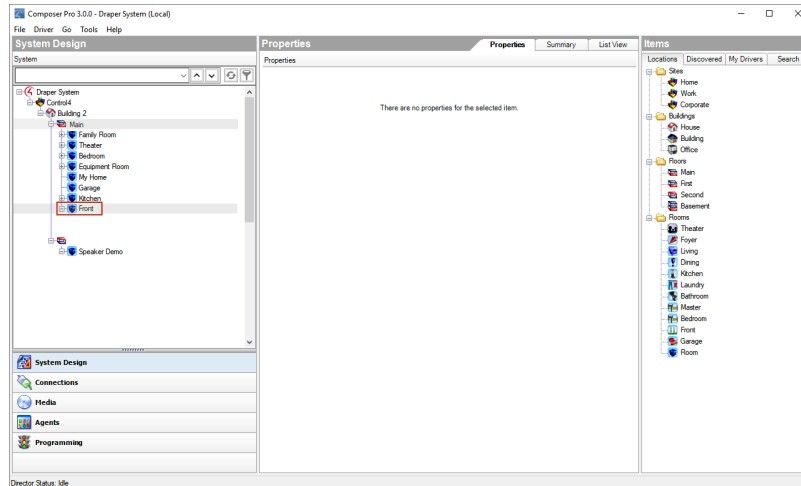 Composer Pro 3.0.0 - Draper System (Local)
File Driver Go Tools Help
System Design
System
Draper System
Control4
Building 2
Main
Family Room
Theater
Bedroom
Equipment Room
My Home
Garage
Kitchen
Front
Speaker Demo
System Design
Connections
Media
Agents
Programming
Director Status: Idle
Properties
Properties Summary List View
Properties
There are no properties for the selected item.
Items
Locations Discovered My Drivers Search
Sites
Home
Work
Corporate
Buildings
House
Building
Office
Floors
Main
First
Second
Basement
Rooms
Theater
Foyer
Living
Dining
Kitchen
Laundry
Bathroom
Master
Bedroom
Front
Garage
Room